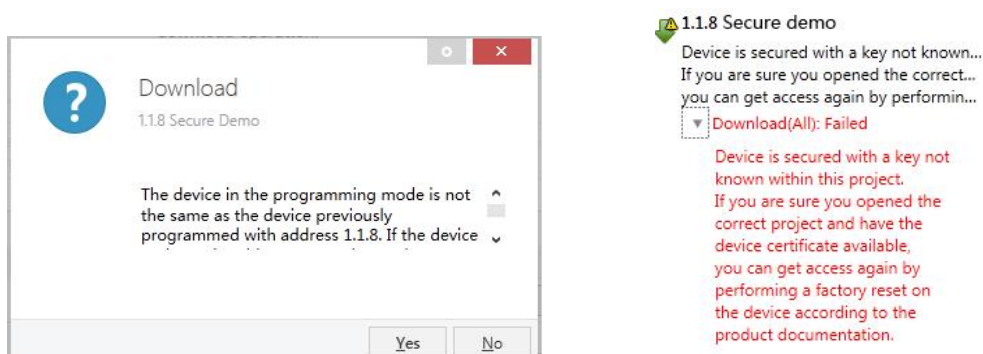 Download
1.1.8 Secure Demo
The device in the programming mode is not
the same as the device previously
programmed with address 1.1.8. If the device
Yes
No
1.1.8 Secure demo
Device is secured with a key not known...
If you are sure you opened the correct...
you can get access again by performin...
Download(All): Failed
Device is secured with a key not
known within this project.
If you are sure you opened the
correct project and have the
device certificate available,
you can get access again by
performing a factory reset on
the device according to the
product documentation.